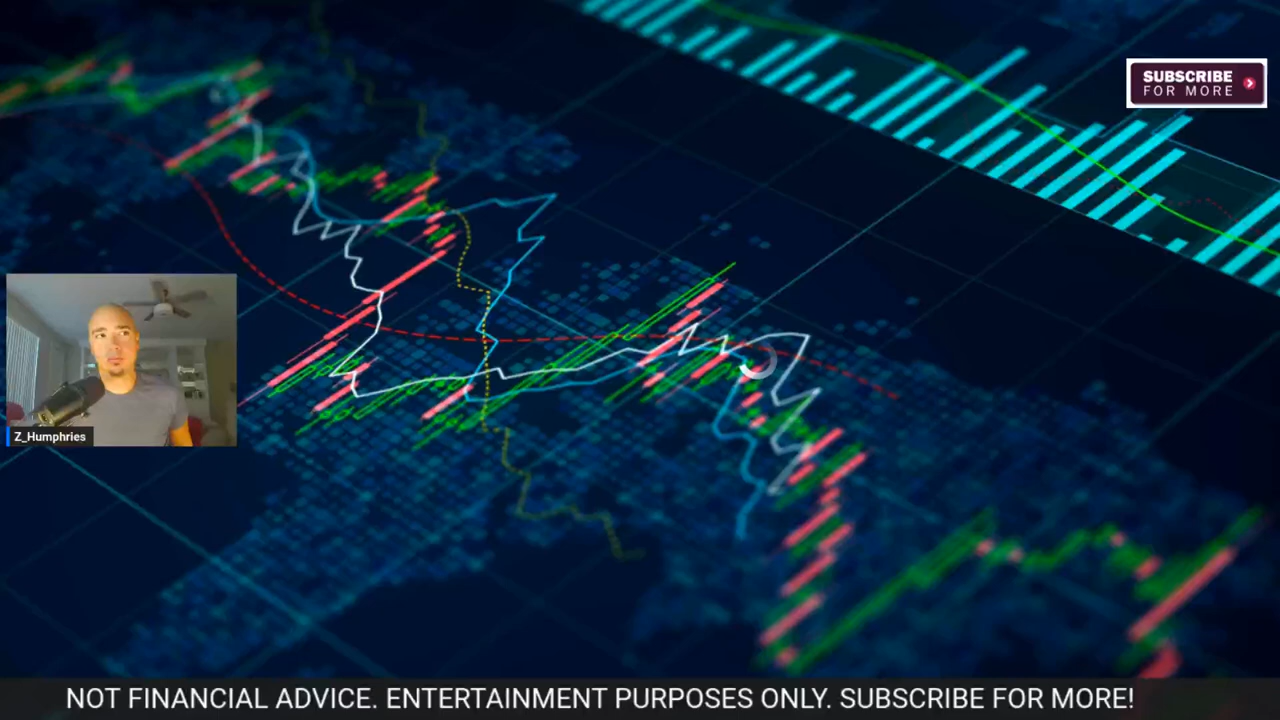 SUBSCRIBE
FOR MORE
Z_Humphries
NOT FINANCIAL ADVICE. ENTERTAINMENT PURPOSES ONLY. SUBSCRIBE FOR MORE!